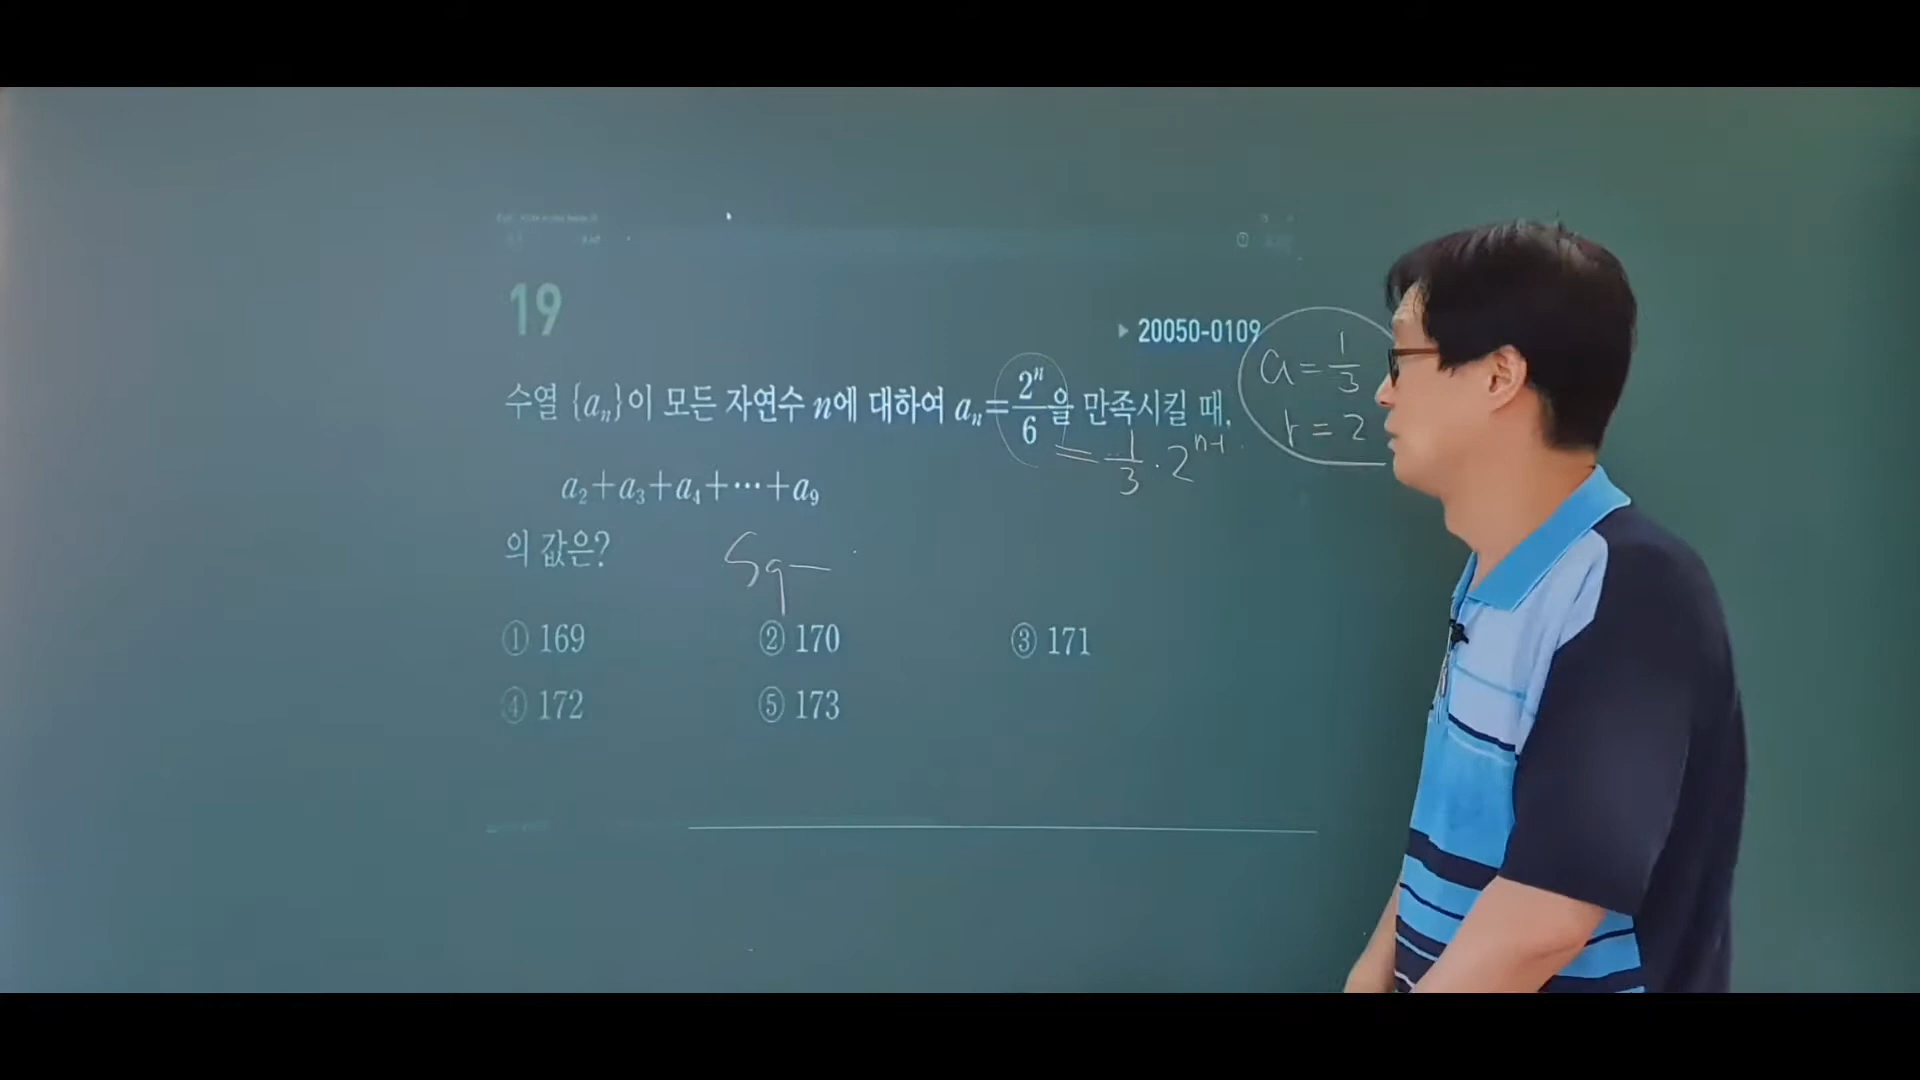 19
▶ 20050-0109
수열 {aₙ}이 모든 자연수 n에 대하여 aₙ=2ⁿ/6을 만족시킬 때,
= 1/3 · 2ⁿ⁻¹
a = 1/3
r = 2
a₂+a₃+a₄+⋯+a₉
의 값은?
S₉ −
① 169 ② 170 ③ 171
④ 172 ⑤ 173